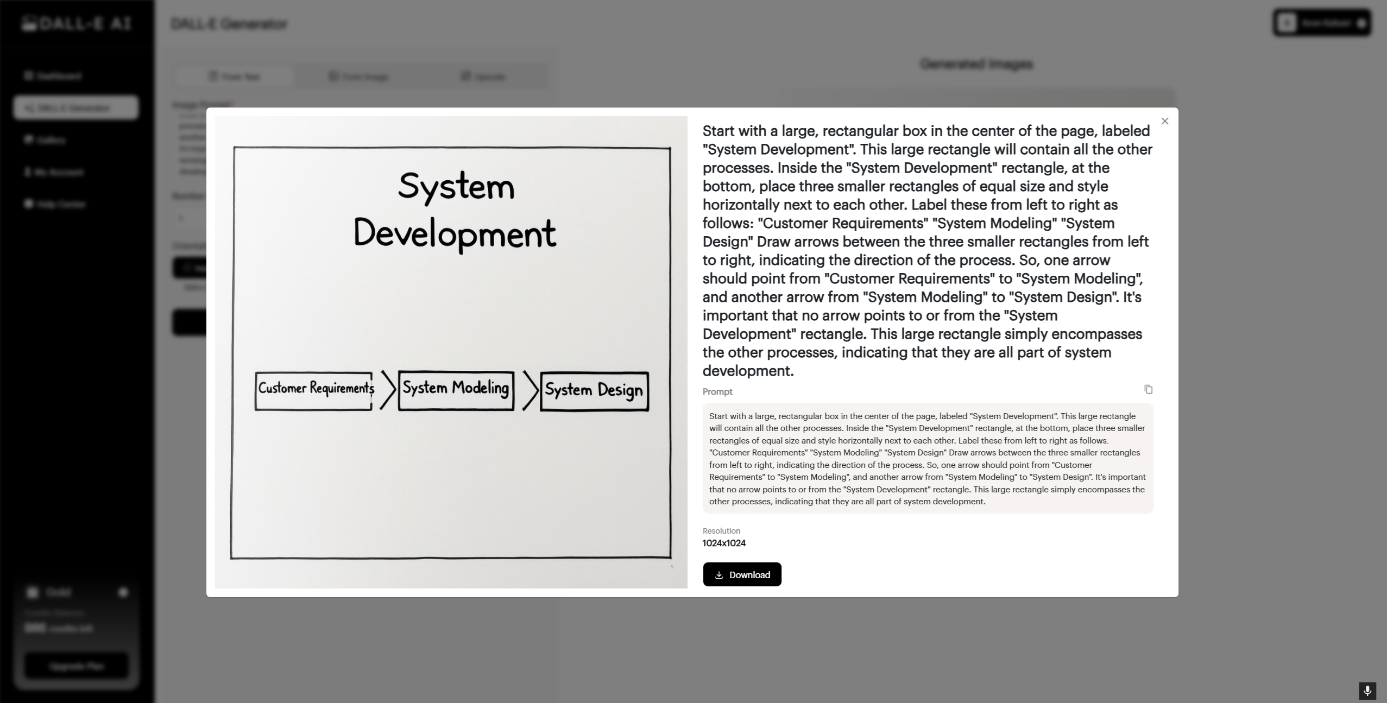 DALL-E AI
DALL-E Generator
Dashboard
DALL-E Generator
Gallery
My Account
Help Center
From Text
From Image
Upscale
Generated Images
System
Development
Customer Requirements
System Modeling
System Design
Start with a large, rectangular box in the center of the page, labeled
"System Development". This large rectangle will contain all the other
processes. Inside the "System Development" rectangle, at the
bottom, place three smaller rectangles of equal size and style
horizontally next to each other. Label these from left to right as
follows: "Customer Requirements" "System Modeling" "System
Design" Draw arrows between the three smaller rectangles from left
to right, indicating the direction of the process. So, one arrow
should point from "Customer Requirements" to "System Modeling",
and another arrow from "System Modeling" to "System Design". It's
important that no arrow points to or from the "System
Development" rectangle. This large rectangle simply encompasses
the other processes, indicating that they are all part of system
development.
Prompt
Start with a large, rectangular box in the center of the page, labeled "System Development". This large rectangle
will contain all the other processes. Inside the "System Development" rectangle, at the bottom, place three smaller
rectangles of equal size and style horizontally next to each other. Label these from left to right as follows.
"Customer Requirements" "System Modeling" "System Design" Draw arrows between the three smaller rectangles
from left to right, indicating the direction of the process. So, one arrow should point from "Customer
Requirements" to "System Modeling", and another arrow from "System Modeling" to "System Design". It's important
that no arrow points to or from the "System Development" rectangle. This large rectangle simply encompasses the
other processes, indicating that they are all part of system development.
Resolution
1024x1024
Download
Gold
credits left
Upgrade Plan